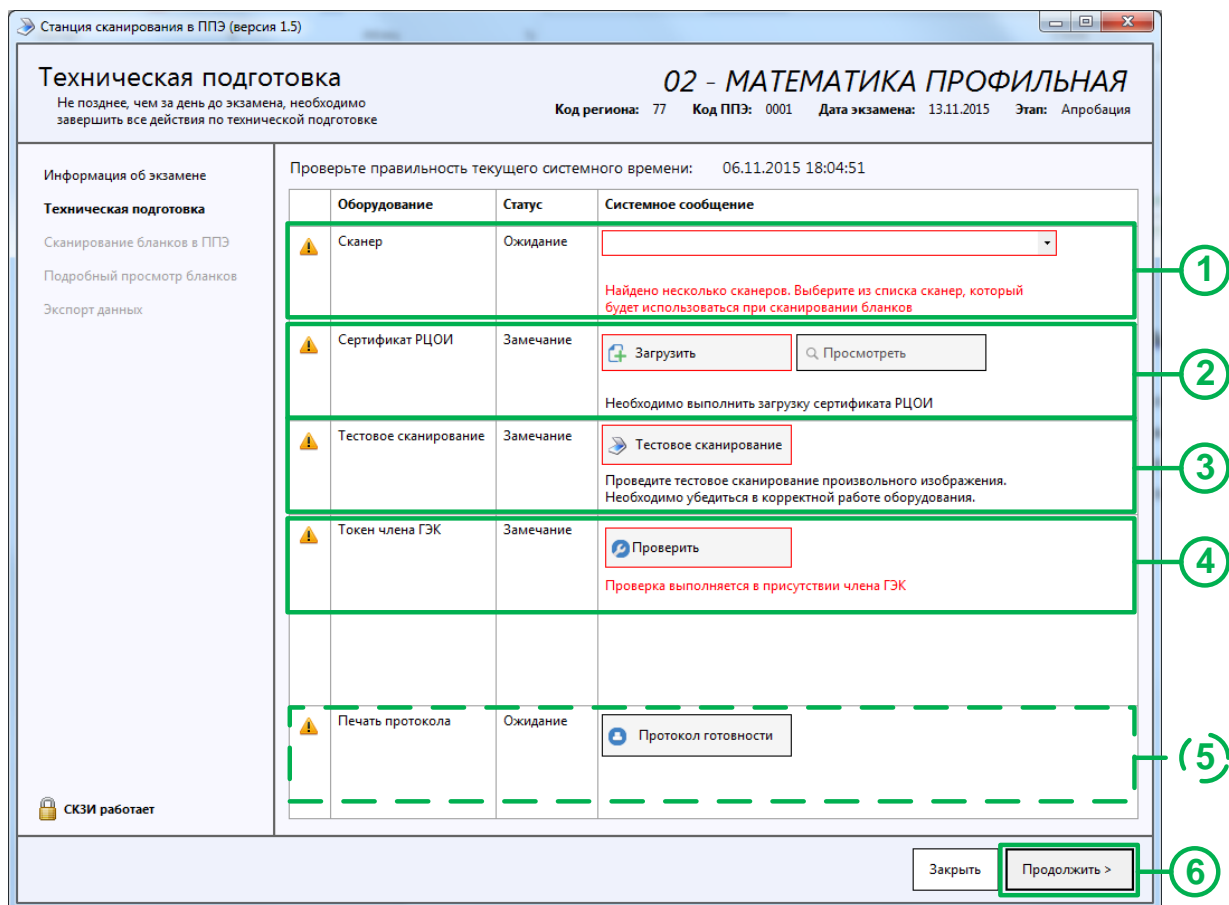 Станция сканирования в ППЭ (версия 1.5)
Техническая подготовка
Не позднее, чем за день до экзамена, необходимо
завершить все действия по технической подготовке
02 - МАТЕМАТИКА ПРОФИЛЬНАЯ
Код региона: 77 Код ППЭ: 0001 Дата экзамена: 13.11.2015 Этап: Апробация
Информация об экзамене
Техническая подготовка
Сканирование бланков в ППЭ
Подробный просмотр бланков
Экспорт данных
СКЗИ работает
Проверьте правильность текущего системного времени: 06.11.2015 18:04:51
Оборудование Статус Системное сообщение
Сканер Ожидание
Найдено несколько сканеров. Выберите из списка сканер, который
будет использоваться при сканировании бланков
1
Сертификат РЦОИ Замечание
Загрузить Просмотреть
Необходимо выполнить загрузку сертификата РЦОИ
2
Тестовое сканирование Замечание
Тестовое сканирование
Проведите тестовое сканирование произвольного изображения.
Необходимо убедиться в корректной работе оборудования.
3
Токен члена ГЭК Замечание
Проверить
Проверка выполняется в присутствии члена ГЭК
4
Печать протокола Ожидание
Протокол готовности
5
Закрыть Продолжить >
6